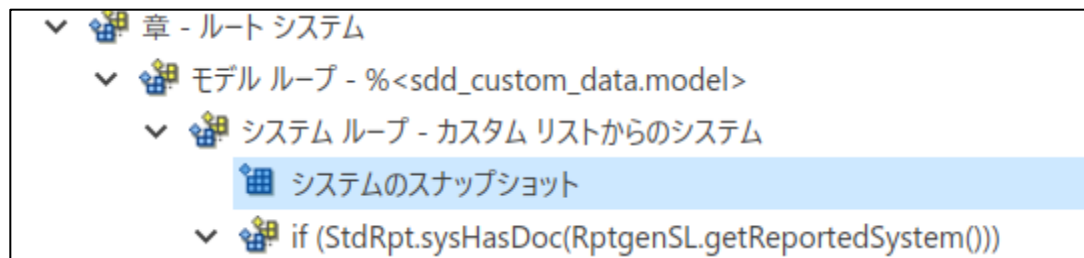 章 - ルート システム
モデル ループ - %<sdd_custom_data.model>
システム ループ - カスタム リストからのシステム
システムのスナップショット
if (StdRpt.sysHasDoc(RptgenSL.getReportedSystem()))